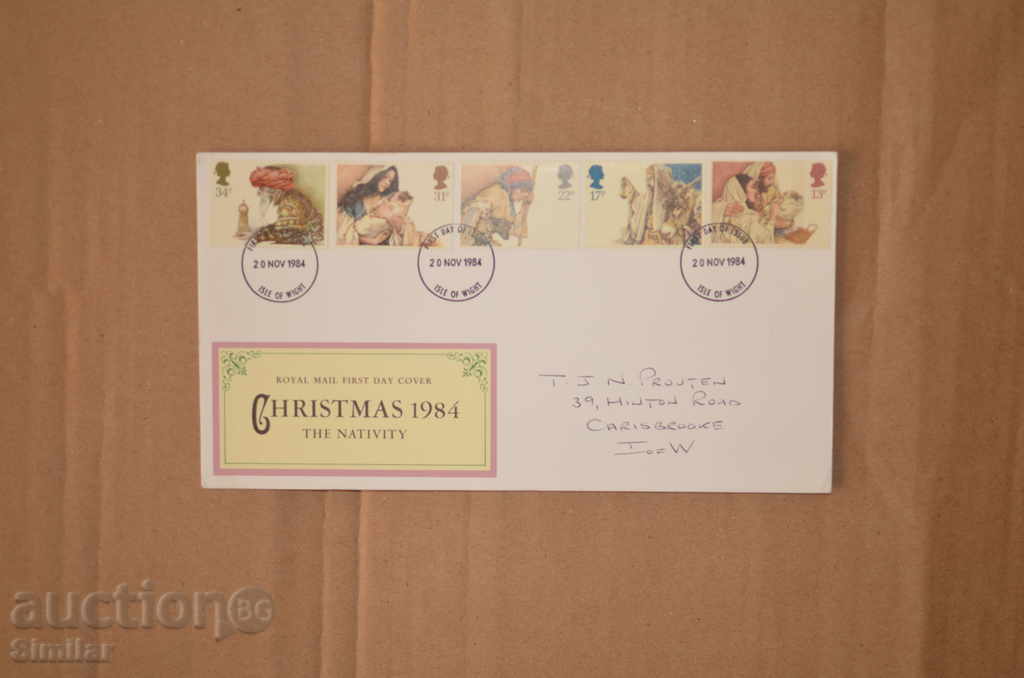 34P
31P
22P
17P
13P
FIRST DAY OF ISSUE
20 NOV 1984
ISLE OF WIGHT
FIRST DAY OF ISSUE
20 NOV 1984
ISLE OF WIGHT
FIRST DAY OF ISSUE
20 NOV 1984
ISLE OF WIGHT
ROYAL MAIL FIRST DAY COVER
CHRISTMAS 1984
THE NATIVITY
T. J N. PROUTEN
39, HINTON ROAD
CARISBROOKE
I OF W
auctionBG
Similar